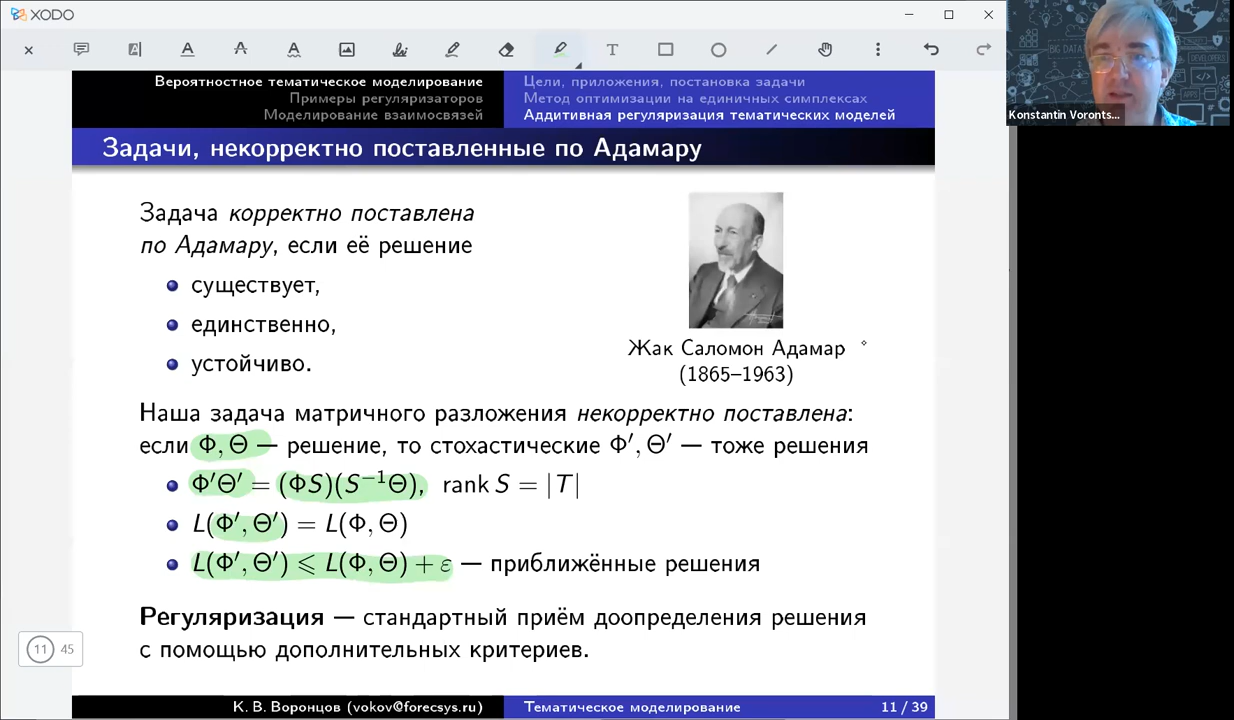 XODO
Вероятностное тематическое моделирование
Примеры регуляризаторов
Моделирование взаимосвязей
Цели, приложения, постановка задачи
Метод оптимизации на единичных симплексах
Аддитивная регуляризация тематических моделей
Konstantin Voronts...
Задачи, некорректно поставленные по Адамару
Задача корректно поставлена
по Адамару, если её решение
существует,
единственно,
устойчиво.
Жак Саломон Адамар
(1865–1963)
Наша задача матричного разложения некорректно поставлена:
если Φ, Θ — решение, то стохастические Φ′, Θ′ — тоже решения
Φ′Θ′ = (ΦS)(S⁻¹Θ), rank S = |T|
L(Φ′, Θ′) = L(Φ, Θ)
L(Φ′, Θ′) ⩽ L(Φ, Θ) + ε — приближённые решения
Регуляризация — стандартный приём доопределения решения
с помощью дополнительных критериев.
11 45
К. В. Воронцов (vokov@forecsys.ru) Тематическое моделирование 11 / 39